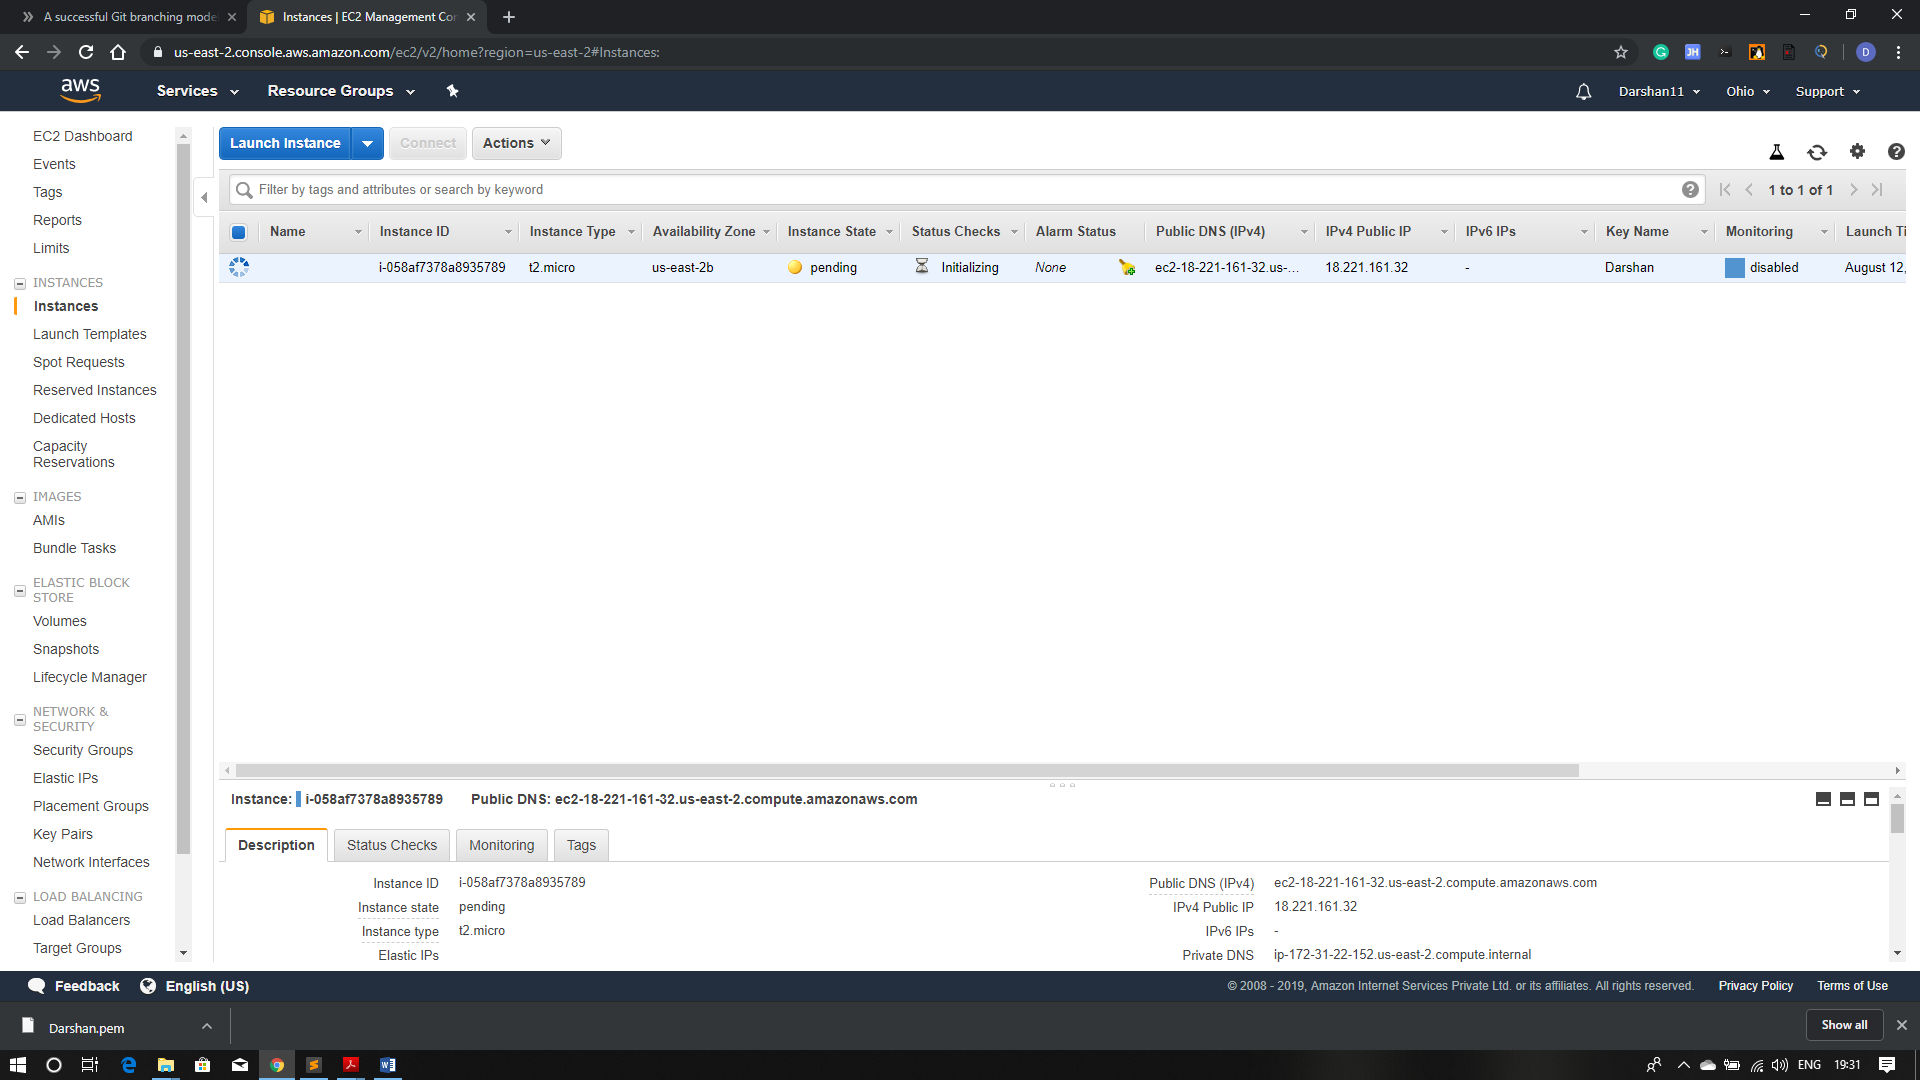 A successful Git branching mode
Instances | EC2 Management Con
us-east-2.console.aws.amazon.com/ec2/v2/home?region=us-east-2#Instances:
JH
D
aws
Services
Resource Groups
Darshan11
Ohio
Support
EC2 Dashboard
Events
Tags
Reports
Limits
INSTANCES
Instances
Launch Templates
Spot Requests
Reserved Instances
Dedicated Hosts
Capacity
Reservations
IMAGES
AMIs
Bundle Tasks
ELASTIC BLOCK
STORE
Volumes
Snapshots
Lifecycle Manager
NETWORK &
SECURITY
Security Groups
Elastic IPs
Placement Groups
Key Pairs
Network Interfaces
LOAD BALANCING
Load Balancers
Target Groups
Launch Instance
Connect
Actions
Filter by tags and attributes or search by keyword
1 to 1 of 1
Name Instance ID Instance Type Availability Zone Instance State Status Checks Alarm Status Public DNS (IPv4) IPv4 Public IP IPv6 IPs Key Name Monitoring Launch Ti
i-058af7378a8935789 t2.micro us-east-2b pending Initializing None ec2-18-221-161-32.us-... 18.221.161.32 - Darshan disabled August 12,
Instance: i-058af7378a8935789 Public DNS: ec2-18-221-161-32.us-east-2.compute.amazonaws.com
Description Status Checks Monitoring Tags
Instance ID i-058af7378a8935789
Instance state pending
Instance type t2.micro
Elastic IPs
Public DNS (IPv4) ec2-18-221-161-32.us-east-2.compute.amazonaws.com
IPv4 Public IP 18.221.161.32
IPv6 IPs -
Private DNS ip-172-31-22-152.us-east-2.compute.internal
Feedback
English (US)
© 2008 - 2019, Amazon Internet Services Private Ltd. or its affiliates. All rights reserved.
Privacy Policy
Terms of Use
Darshan.pem
Show all
ENG
19:31